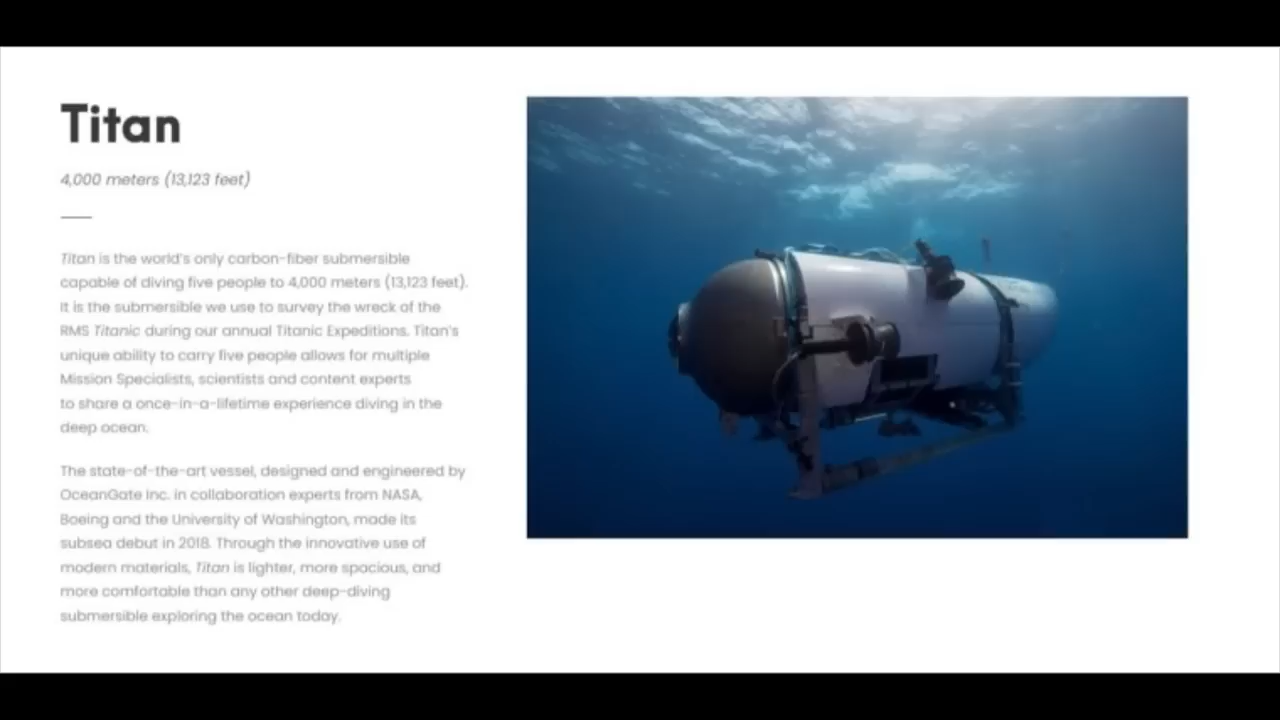 Titan
4,000 meters (13,123 feet)
Titan is the world's only carbon-fiber submersible
capable of diving five people to 4,000 meters (13,123 feet).
It is the submersible we use to survey the wreck of the
RMS Titanic during our annual Titanic Expeditions. Titan's
unique ability to carry five people allows for multiple
Mission Specialists, scientists and content experts
to share a once-in-a-lifetime experience diving in the
deep ocean.
The state-of-the-art vessel, designed and engineered by
OceanGate Inc. in collaboration experts from NASA,
Boeing and the University of Washington, made its
subsea debut in 2018. Through the innovative use of
modern materials, Titan is lighter, more spacious, and
more comfortable than any other deep-diving
submersible exploring the ocean today.